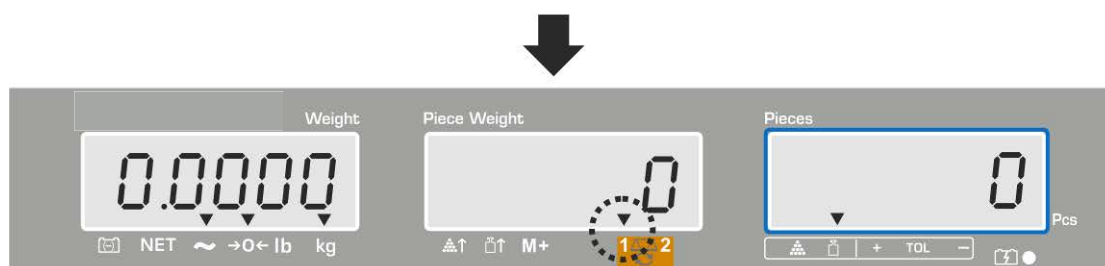 Weight Piece Weight Pieces
0.0000 0 0
Pcs
NET →0← lb kg M+ 1 2 + TOL −